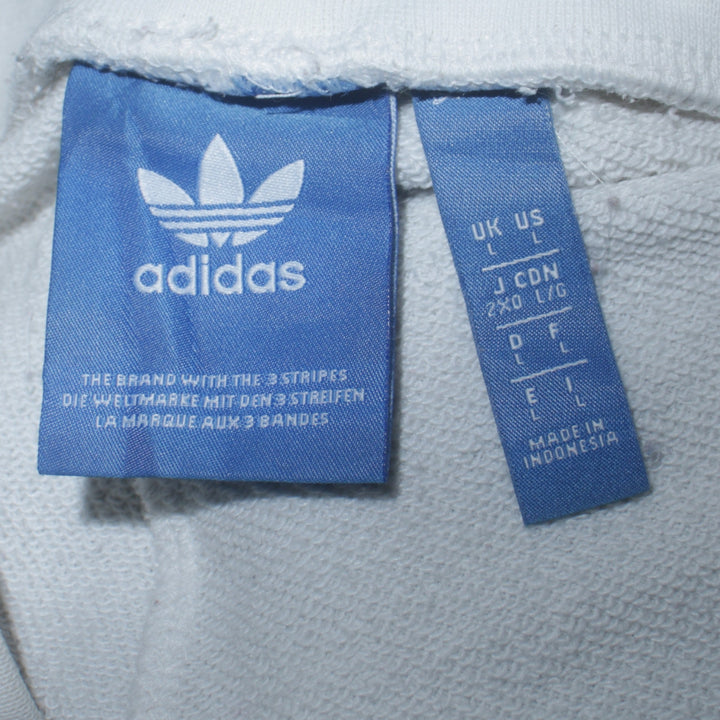 adidas
THE BRAND WITH THE 3 STRIPES
DIE WELTMARKE MIT DEN 3 STREIFEN
LA MARQUE AUX 3 BANDES
UK US
L L
J CDN
2XO L/G
D F
L L
E I
L L
MADE IN
INDONESIA